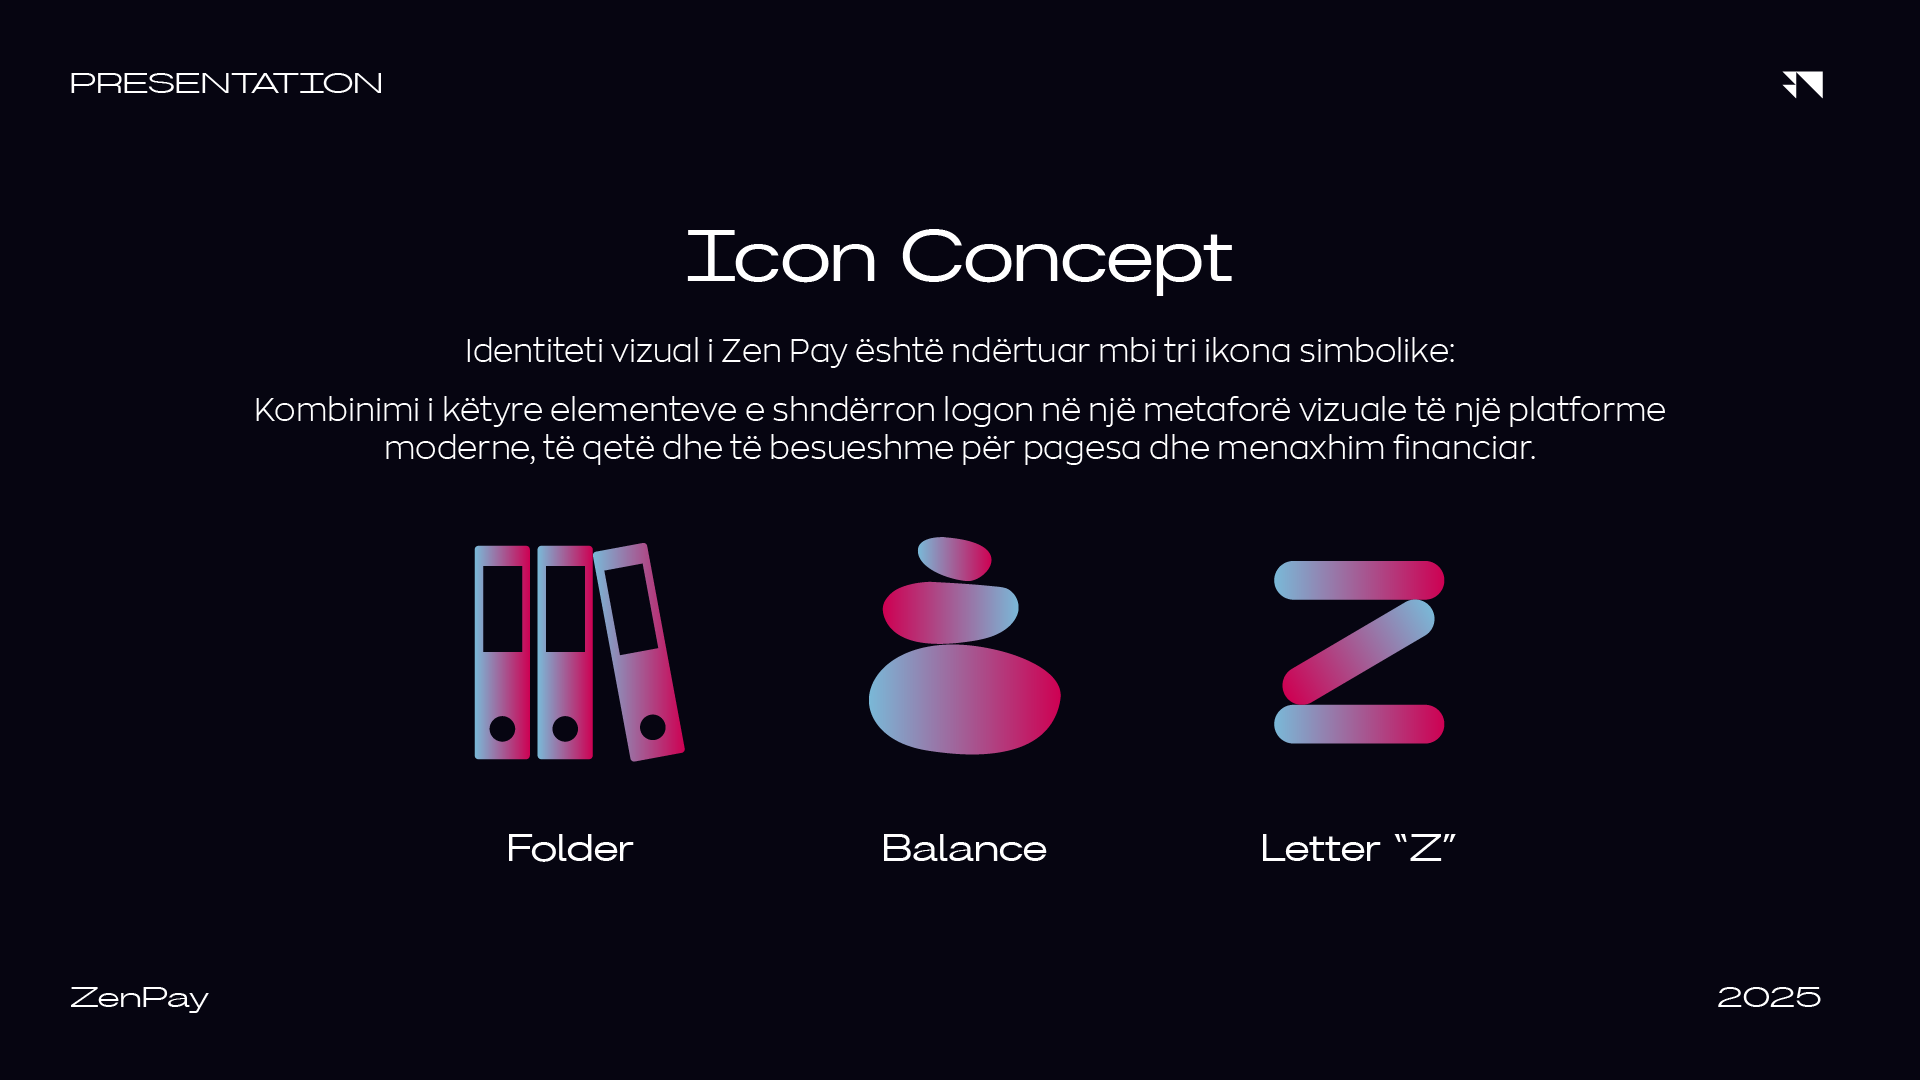 PRESENTATION
Icon Concept
Identiteti vizual i Zen Pay është ndërtuar mbi tri ikona simbolike:
Kombinimi i këtyre elementeve e shndërron logon në një metaforë vizuale të një platforme
moderne, të qetë dhe të besueshme për pagesa dhe menaxhim financiar.
Folder
Balance
Letter “Z”
ZenPay
2025